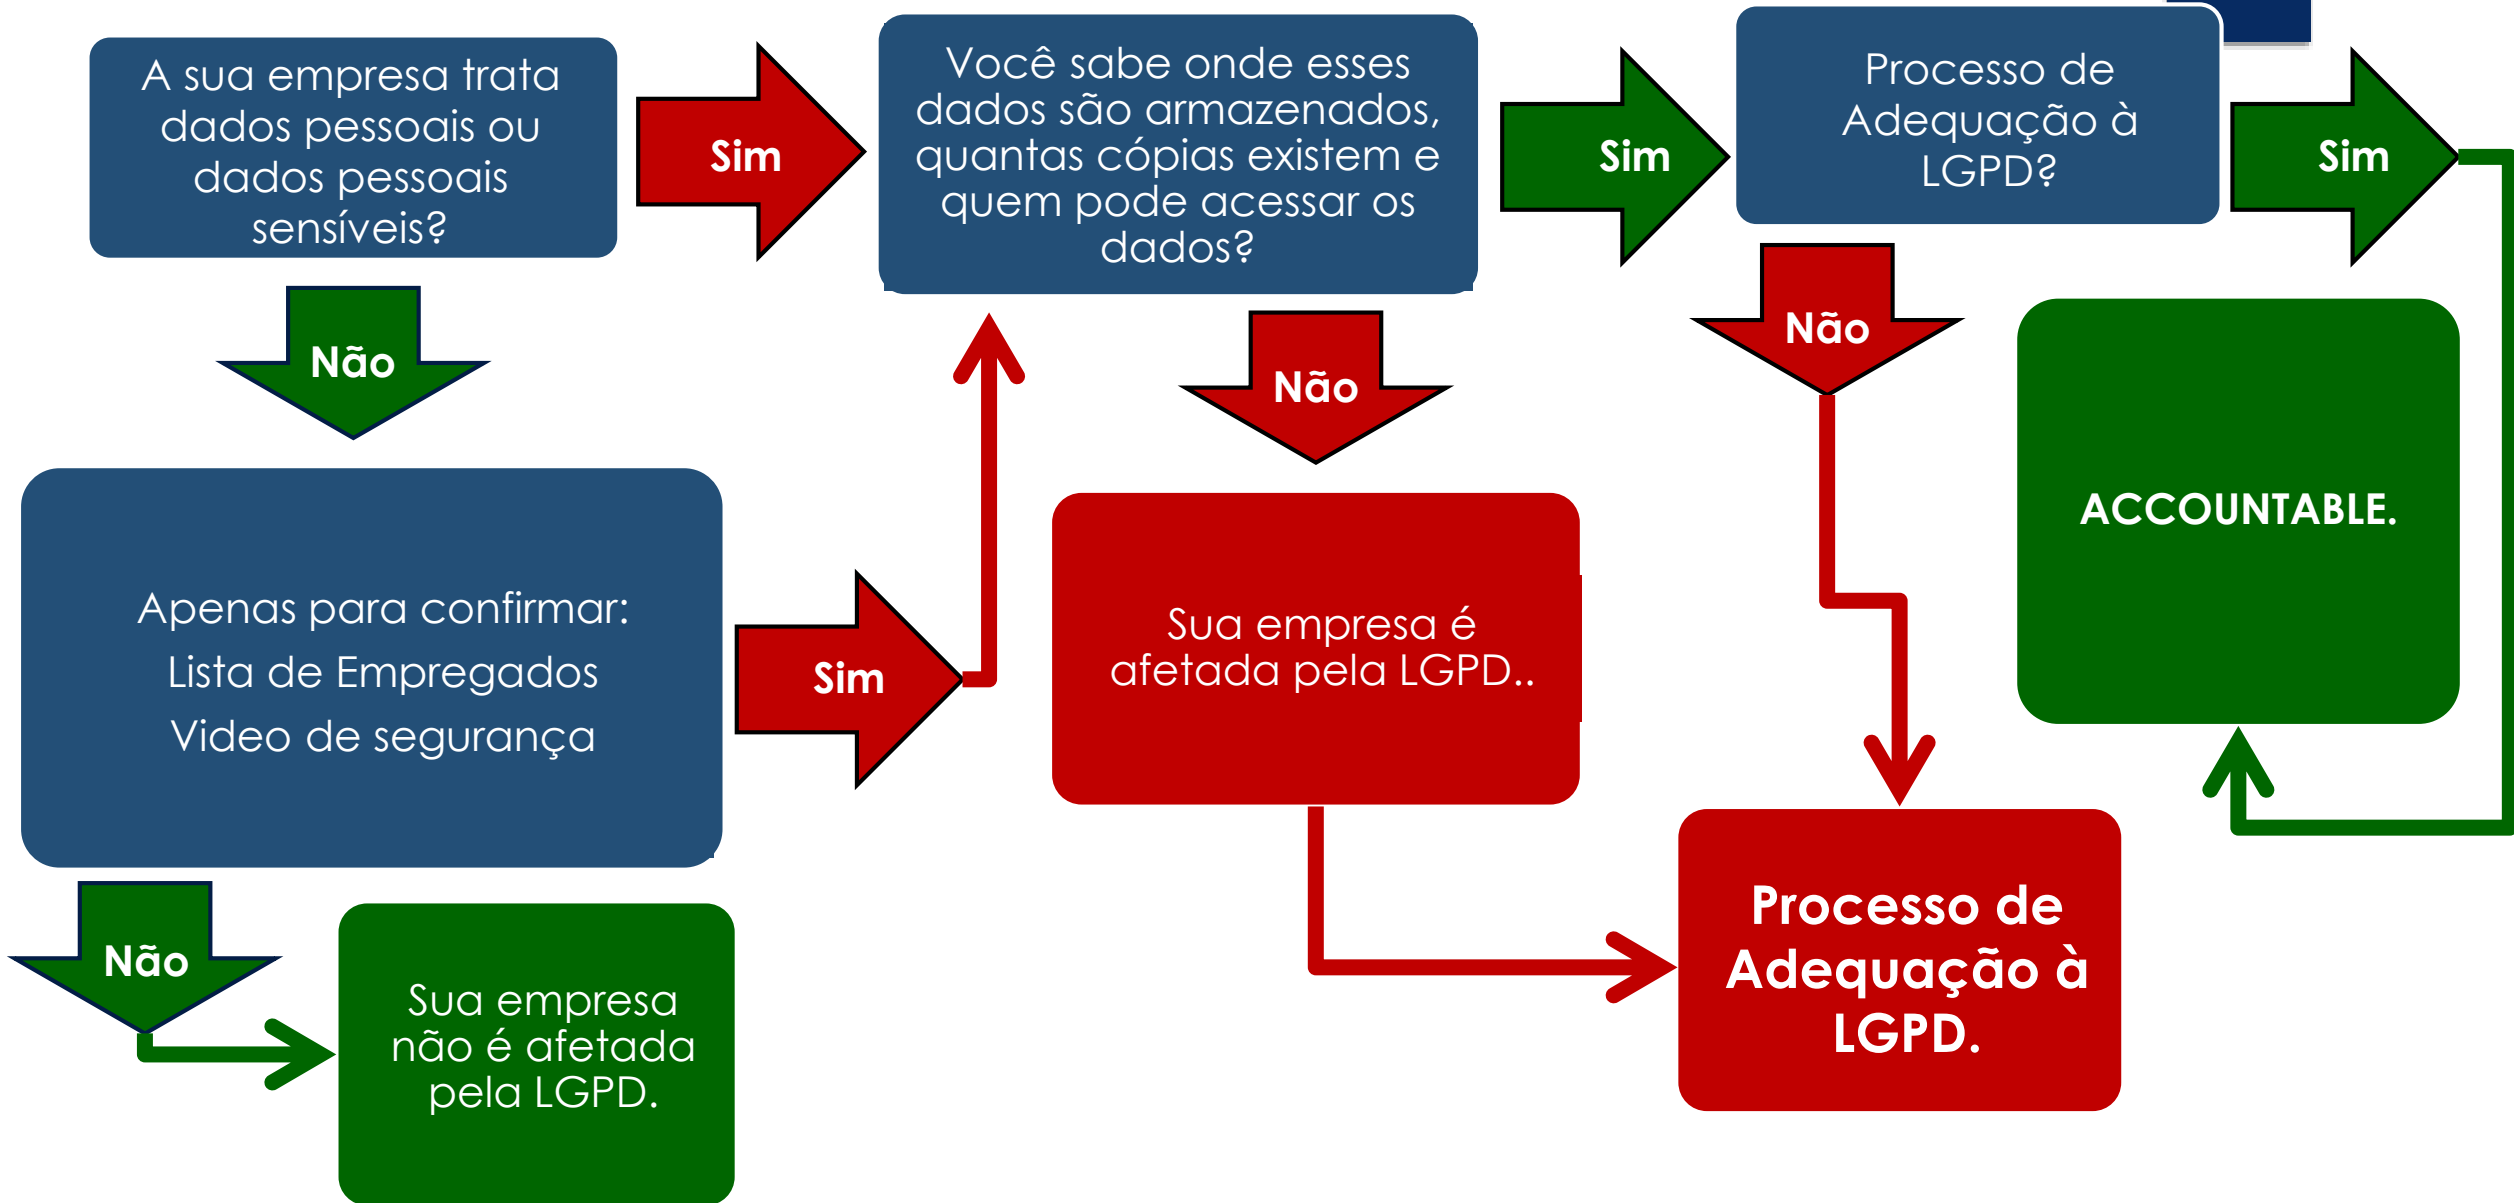 A sua empresa trata
dados pessoais ou
dados pessoais
sensíveis?
Sim
Você sabe onde esses
dados são armazenados,
quantas cópias existem e
quem pode acessar os
dados?
Sim
Processo de
Adequação à
LGPD?
Sim
Não
Não
Não
ACCOUNTABLE.
Apenas para confirmar:
Lista de Empregados
Video de segurança
Sim
Sua empresa é
afetada pela LGPD..
Não
Sua empresa
não é afetada
pela LGPD.
Processo de
Adequação à
LGPD.